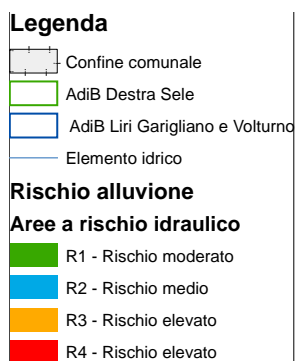 Legenda
Confine comunale
AdiB Destra Sele
AdiB Liri Garigliano e Volturno
Elemento idrico
Rischio alluvione
Aree a rischio idraulico
R1 - Rischio moderato
R2 - Rischio medio
R3 - Rischio elevato
R4 - Rischio elevato